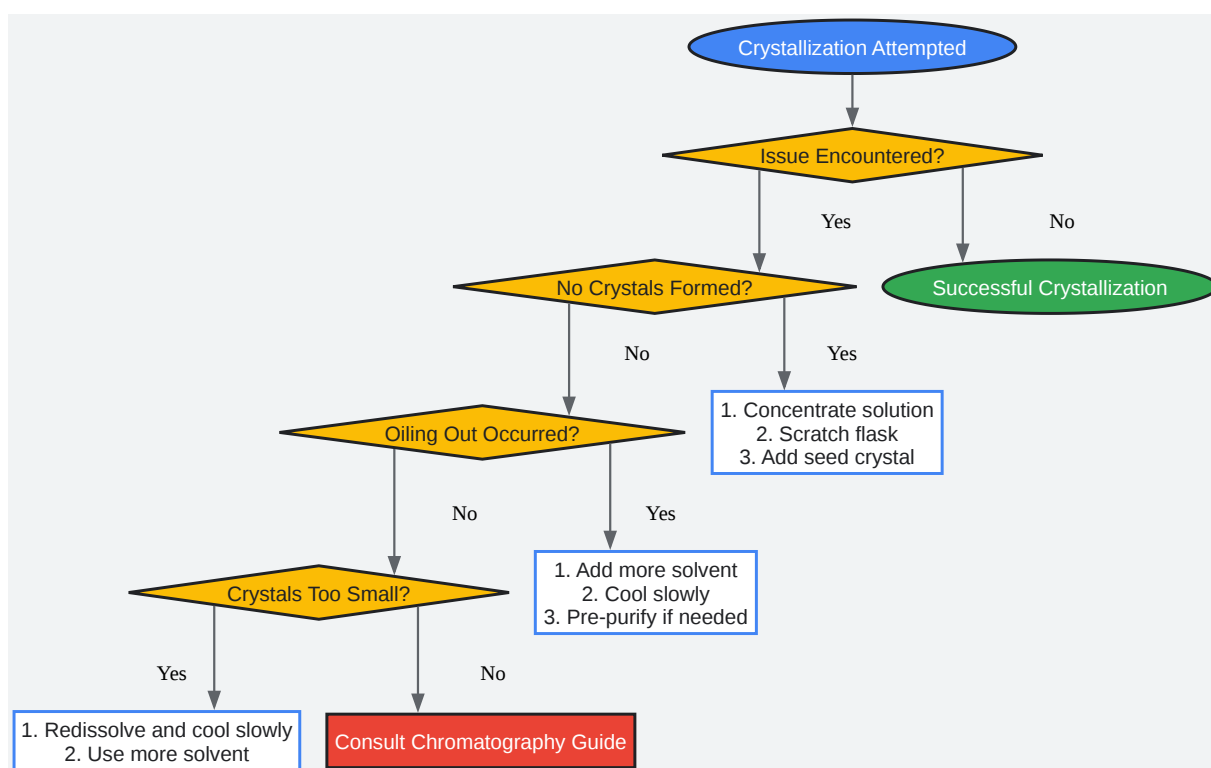 Crystallization Attempted
Issue Encountered?
Yes
No
No Crystals Formed?
Successful Crystallization
No
Yes
1. Concentrate solution
2. Scratch flask
3. Add seed crystal
Oiling Out Occurred?
No
Yes
1. Add more solvent
2. Cool slowly
3. Pre-purify if needed
Crystals Too Small?
Yes
No
1. Redissolve and cool slowly
2. Use more solvent
Consult Chromatography Guide